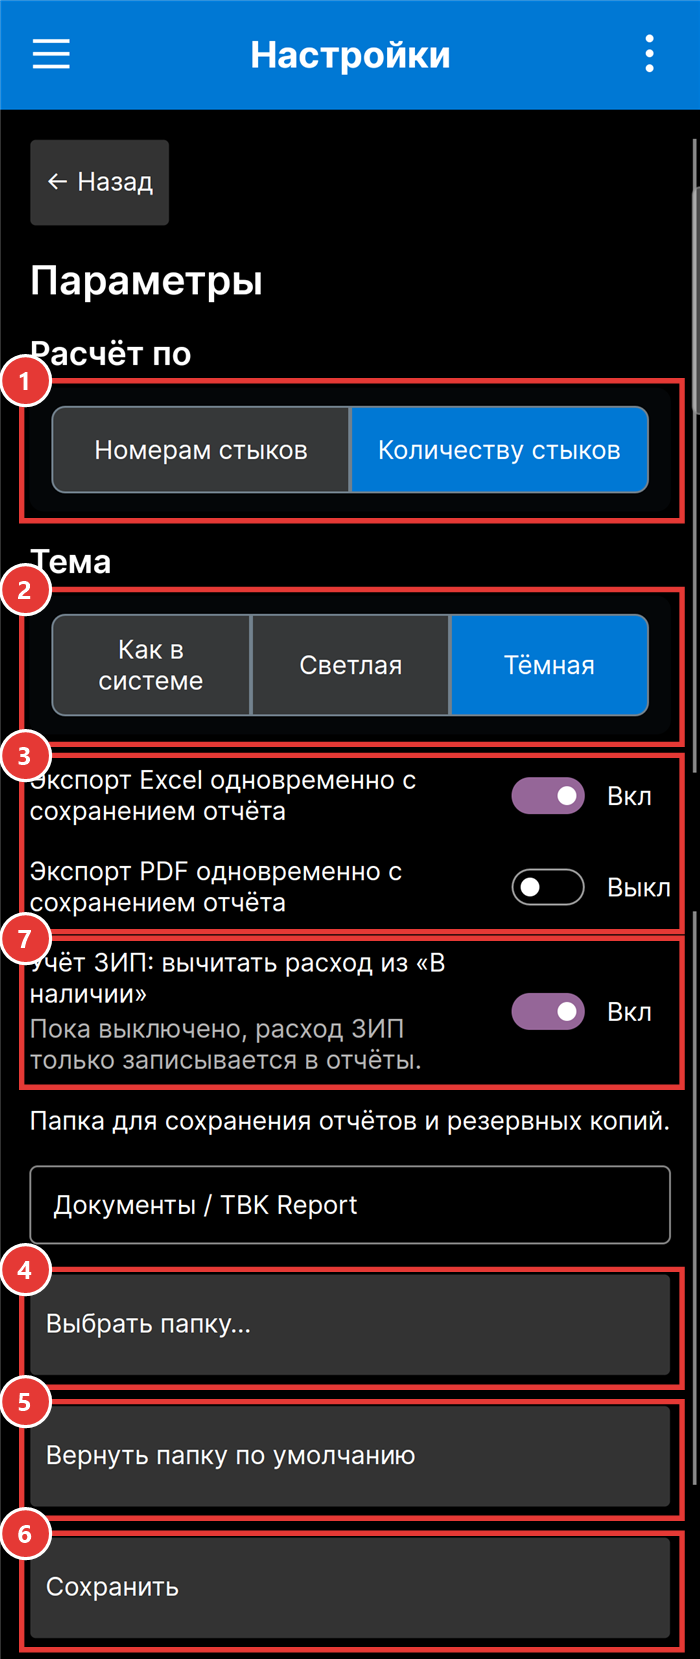 Настройки
← Назад
Параметры
Расчёт по
1
Номерам стыков
Количеству стыков
Тема
2
Как в
системе
Светлая
Тёмная
3
Экспорт Excel одновременно с
сохранением отчёта
Вкл
Экспорт PDF одновременно с
сохранением отчёта
Выкл
7
Учёт ЗИП: вычитать расход из «В
наличии»
Пока выключено, расход ЗИП
только записывается в отчёты.
Вкл
Папка для сохранения отчётов и резервных копий.
Документы / TBK Report
4
Выбрать папку...
5
Вернуть папку по умолчанию
6
Сохранить